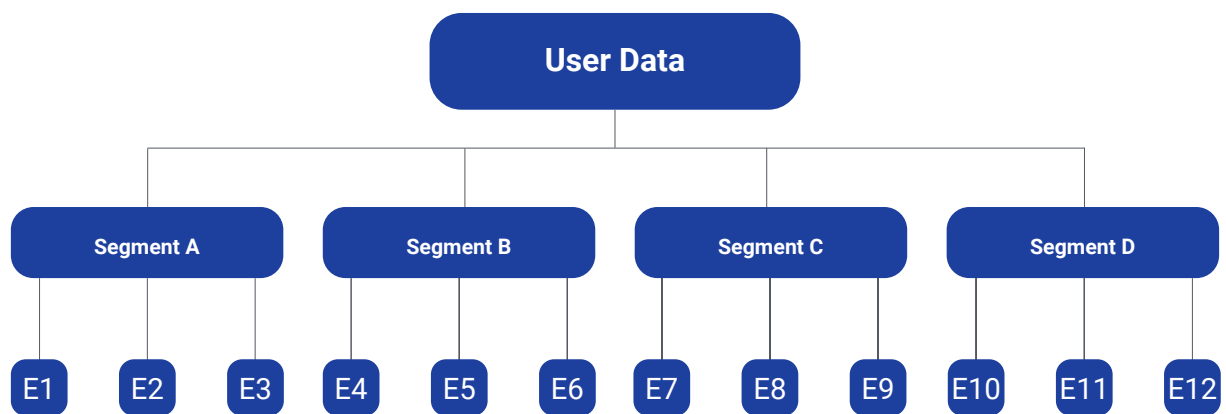 User Data
Segment A
Segment B
Segment C
Segment D
E1
E2
E3
E4
E5
E6
E7
E8
E9
E10
E11
E12